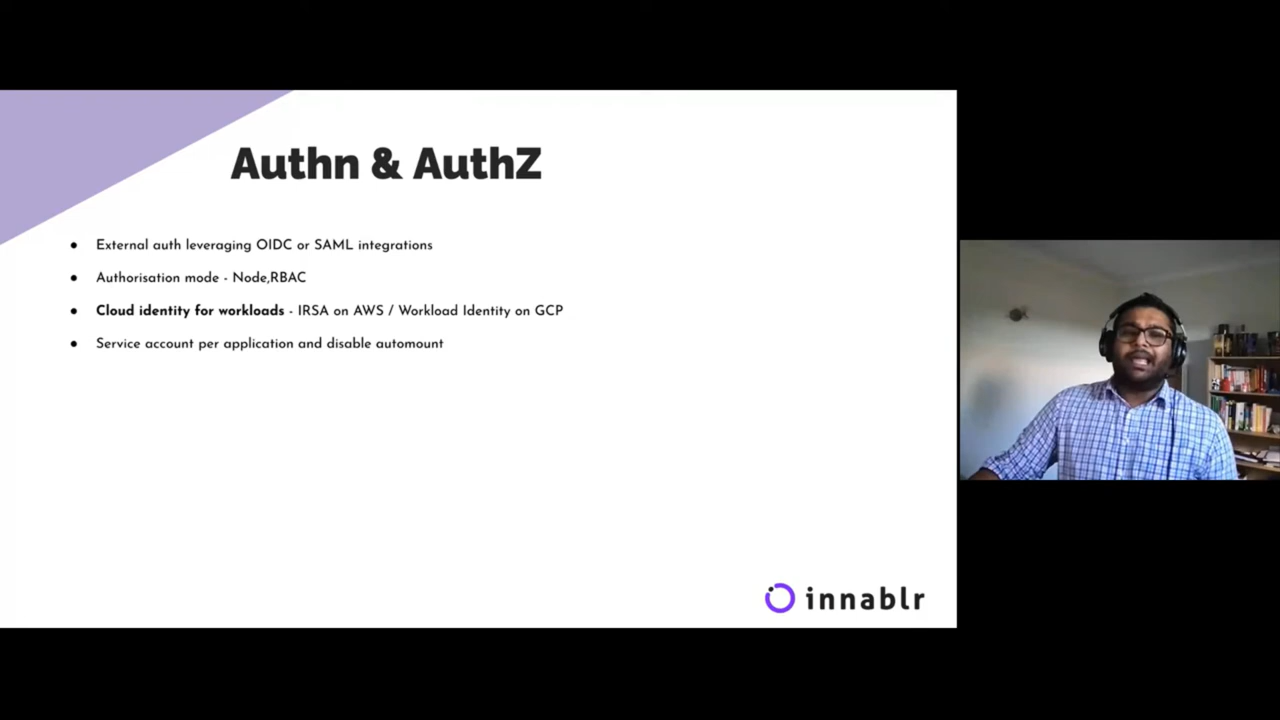 Authn & AuthZ
● External auth leveraging OIDC or SAML integrations
● Authorisation mode - Node,RBAC
● Cloud identity for workloads - IRSA on AWS / Workload Identity on GCP
● Service account per application and disable automount
innablr